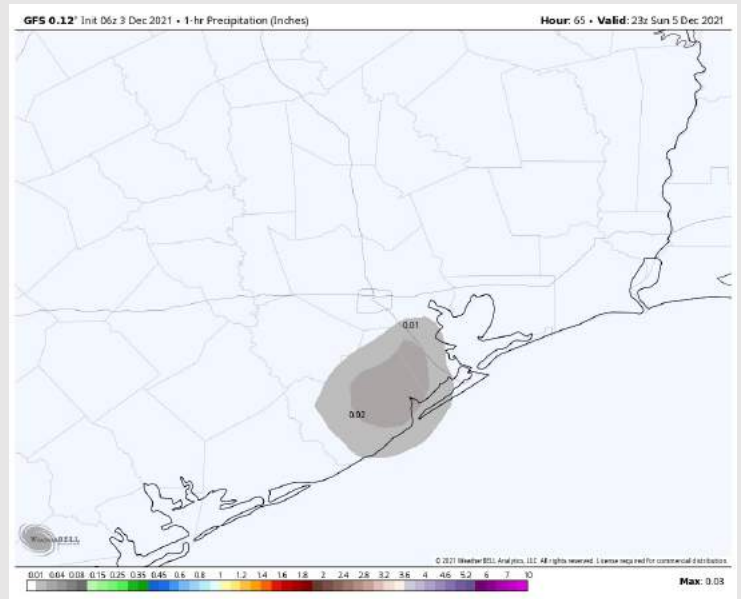 GFS 0.12° Init 06z 3 Dec 2021 • 1-hr Precipitation (Inches) Hour: 65 • Valid: 23z Sun 5 Dec 2021
0.01
0.02
WeatherBELL
© 2021 WeatherBELL Analytics, LLC. All rights reserved. License required for commercial distribution.
0.01 0.04 0.08 0.15 0.25 0.35 0.45 0.6 0.8 1 1.2 1.4 1.6 1.8 2 2.4 2.8 3.2 3.6 4 4.6 5.2 6 7 10 Max: 0.03